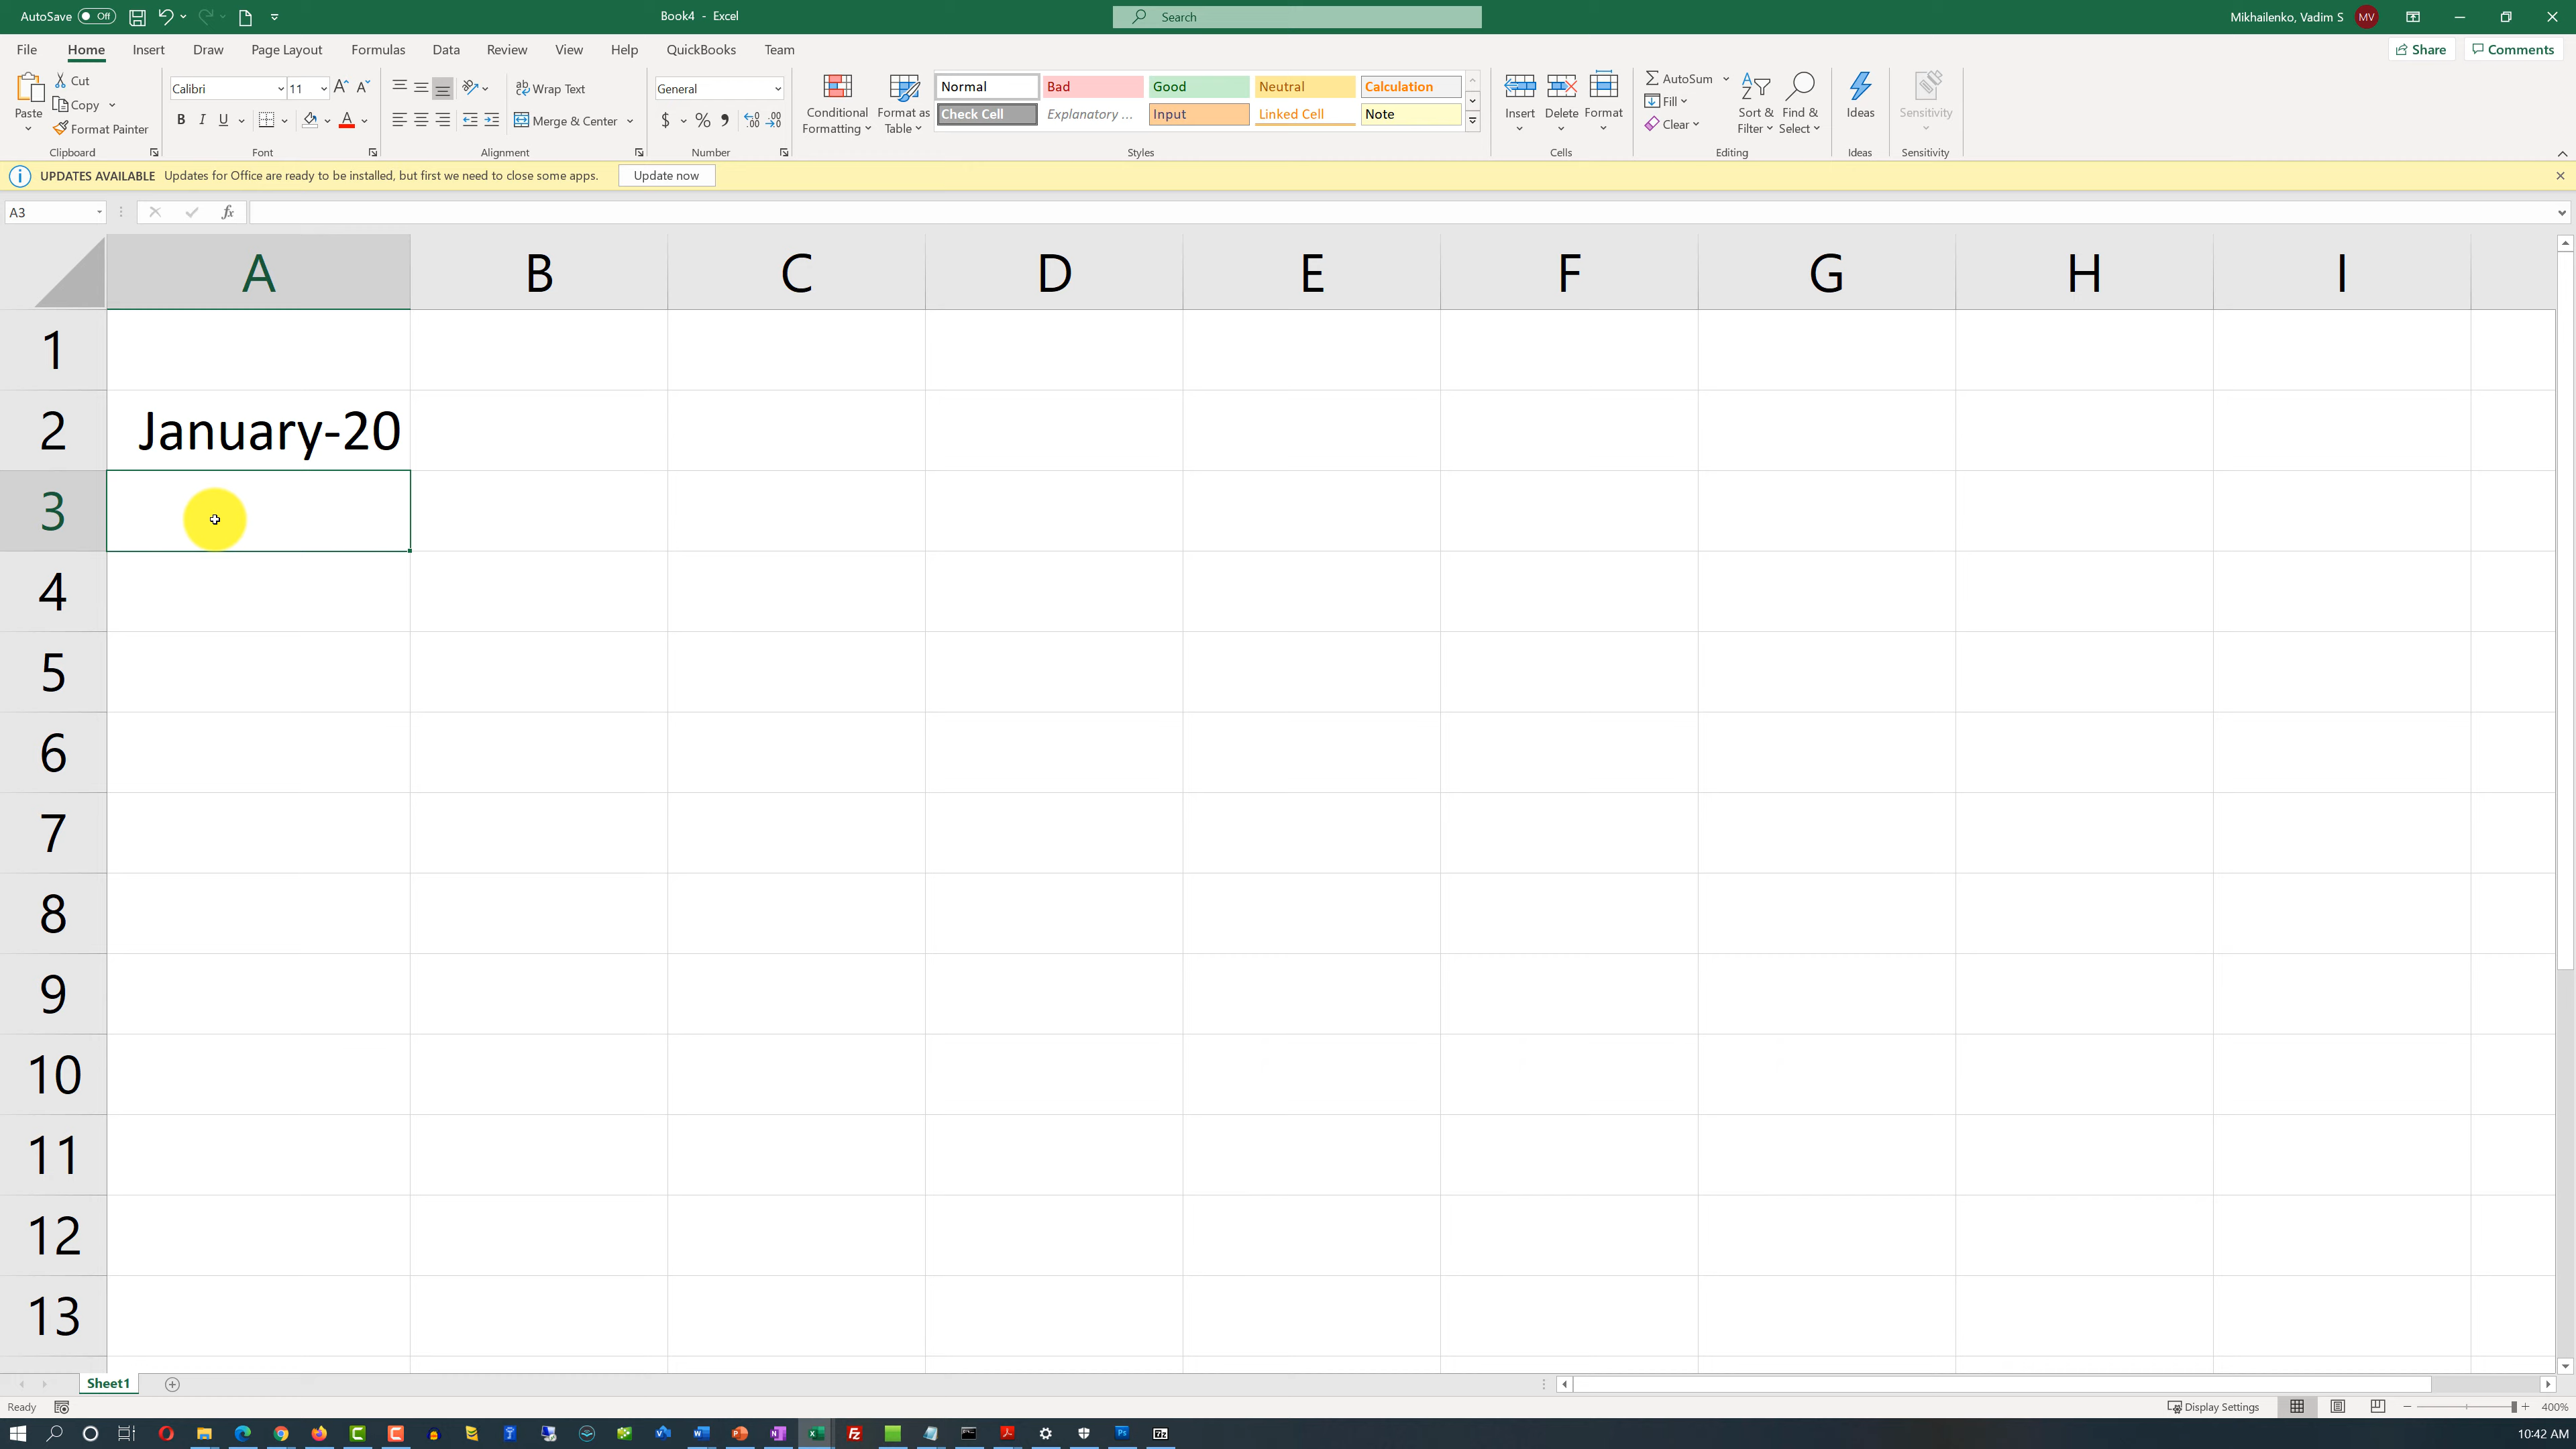 AutoSave Off
Book4 - Excel
Search
Mikhailenko, Vadim S MV
File Home Insert Draw Page Layout Formulas Data Review View Help QuickBooks Team
Share Comments
Paste
Cut
Copy
Format Painter
Clipboard
Calibri 11
B I U
Font
Wrap Text
Merge & Center
Alignment
General
$ %
Number
Conditional Formatting
Format as Table
Normal Bad Good Neutral Calculation
Check Cell Explanatory ... Input Linked Cell Note
Styles
Insert Delete Format
Cells
AutoSum
Fill
Clear
Sort & Filter
Find & Select
Editing
Ideas
Ideas
Sensitivity
Sensitivity
UPDATES AVAILABLE Updates for Office are ready to be installed, but first we need to close some apps. Update now
A3 fx
A B C D E F G H I
1
2 January-20
3
4
5
6
7
8
9
10
11
12
13
Sheet1
Ready
Display Settings
400%
10:42 AM